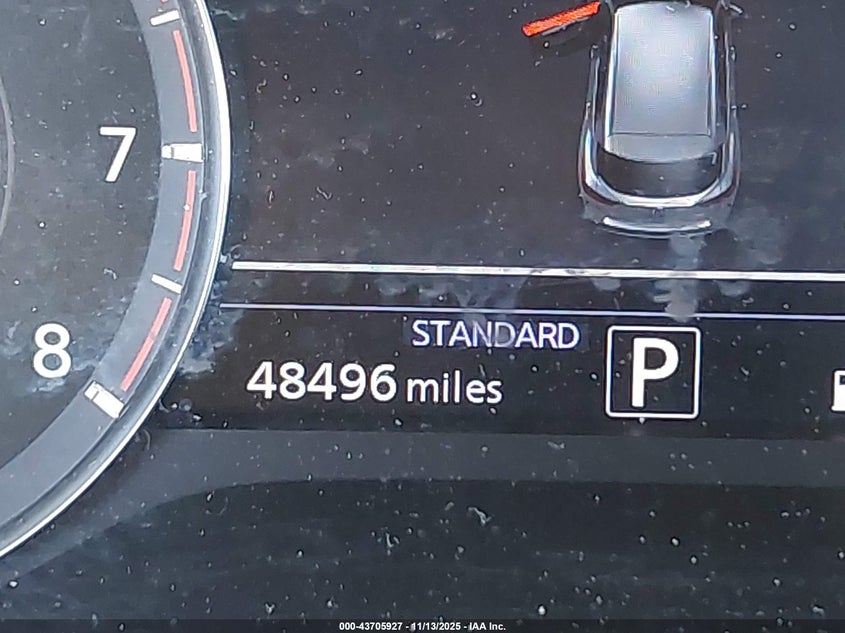 7
8
STANDARD
48496 miles
P
000-43705927 - 11/13/2025 - IAA Inc.